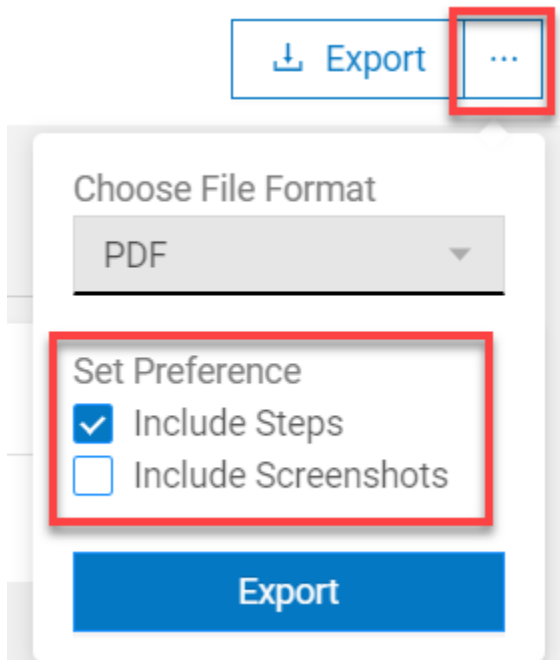 Export ...
Choose File Format
PDF
Set Preference
Include Steps
Include Screenshots
Export